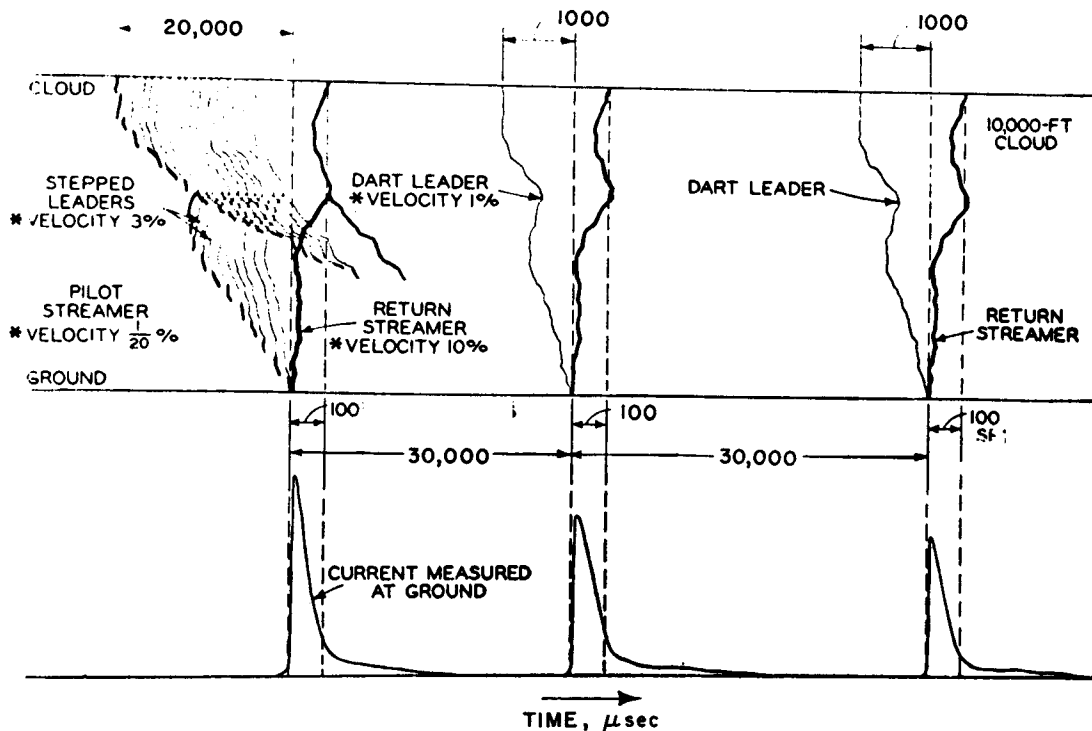 20,000
1000
1000
CLOUD
10,000-FT
CLOUD
STEPPED
LEADERS
*VELOCITY 3%
DART LEADER
*VELOCITY 1%
DART LEADER
PILOT
STREAMER
*VELOCITY 1/20 %
RETURN
STREAMER
*VELOCITY 10%
RETURN
STREAMER
GROUND
100
100
100
30,000
30,000
CURRENT MEASURED
AT GROUND
TIME, μsec